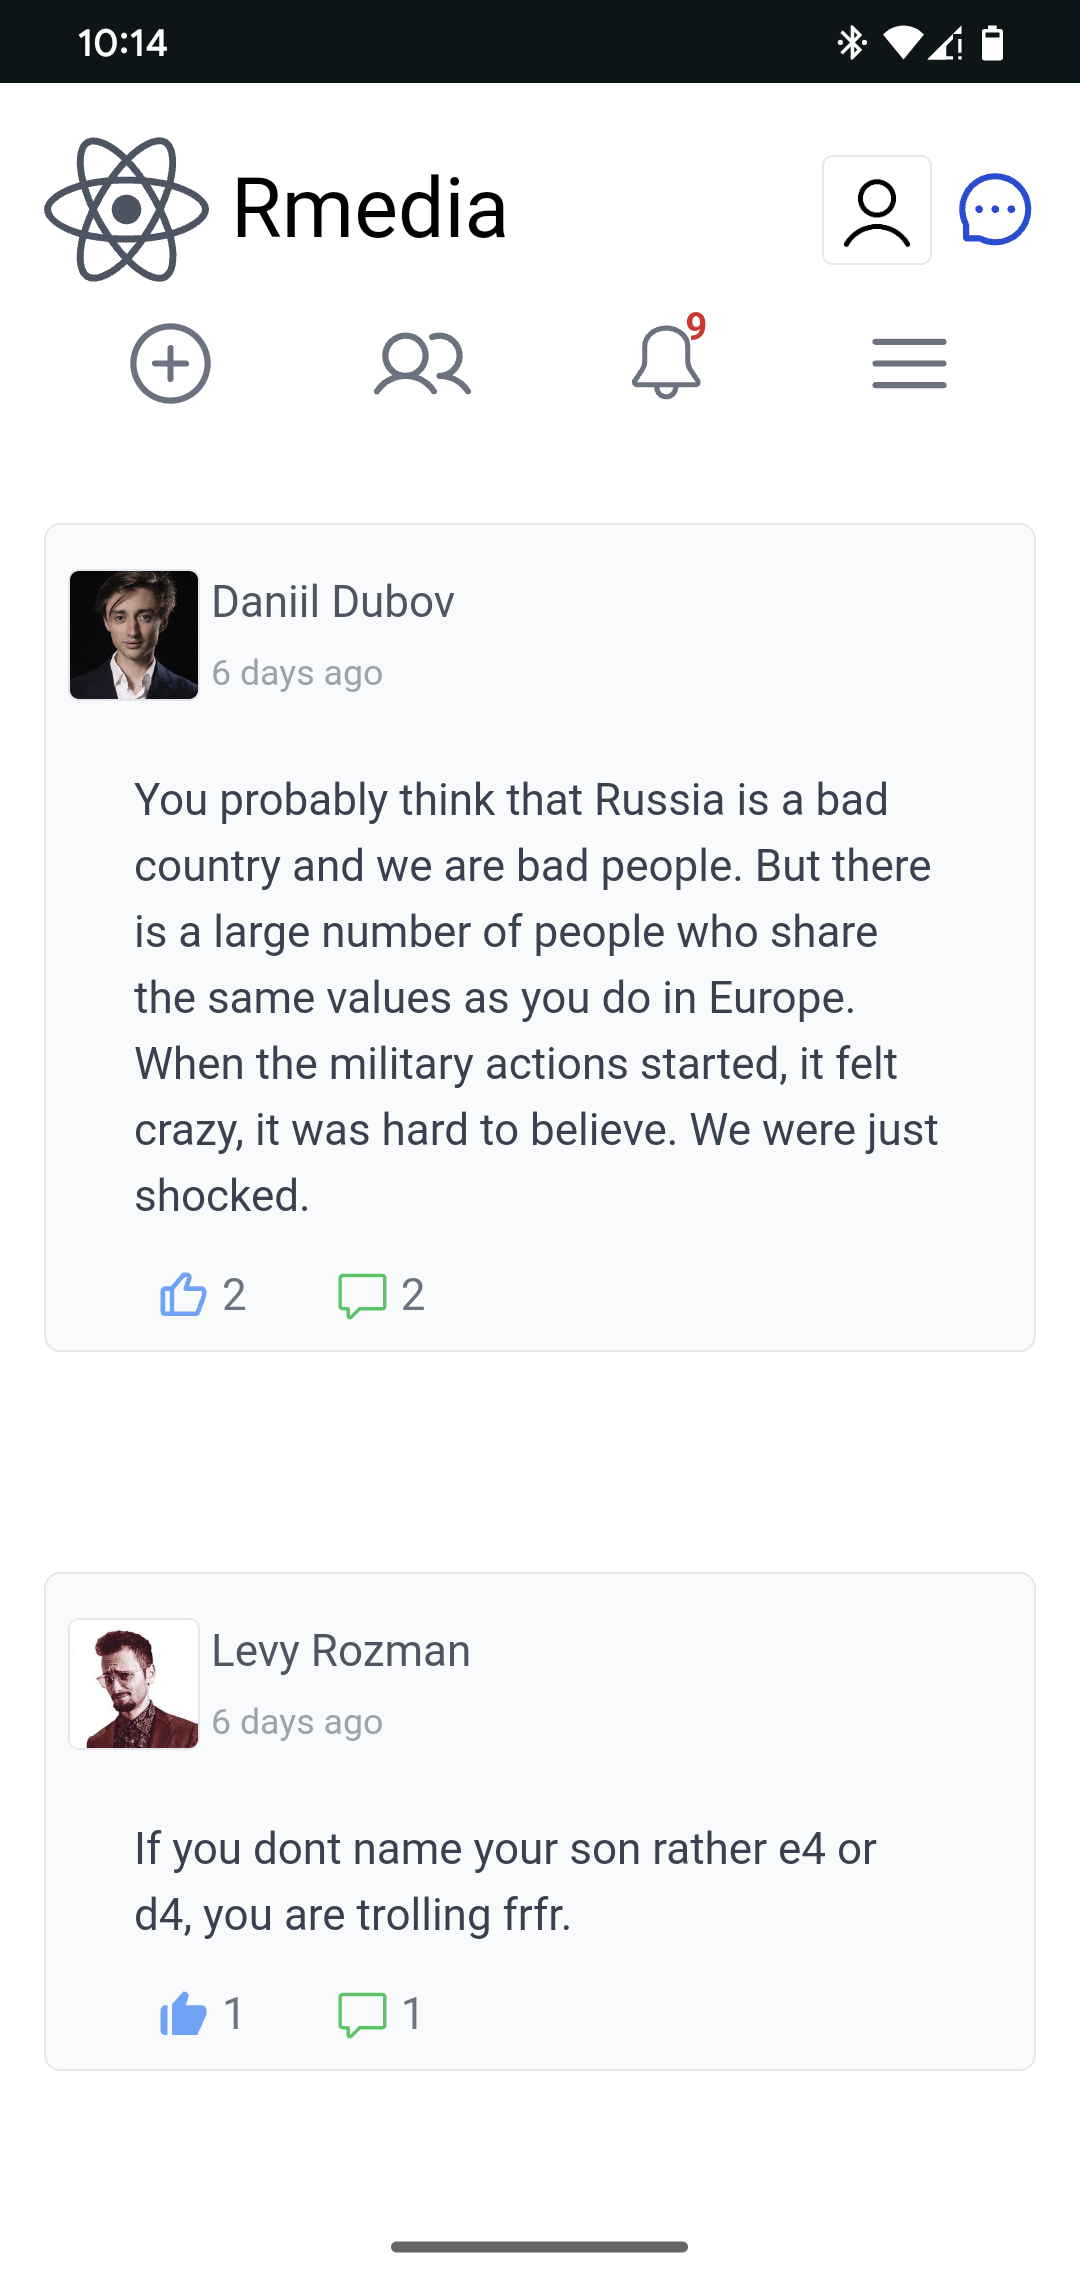 10:14
Rmedia
9
Daniil Dubov
6 days ago
You probably think that Russia is a bad
country and we are bad people. But there
is a large number of people who share
the same values as you do in Europe.
When the military actions started, it felt
crazy, it was hard to believe. We were just
shocked.
2 2
Levy Rozman
6 days ago
If you dont name your son rather e4 or
d4, you are trolling frfr.
1 1